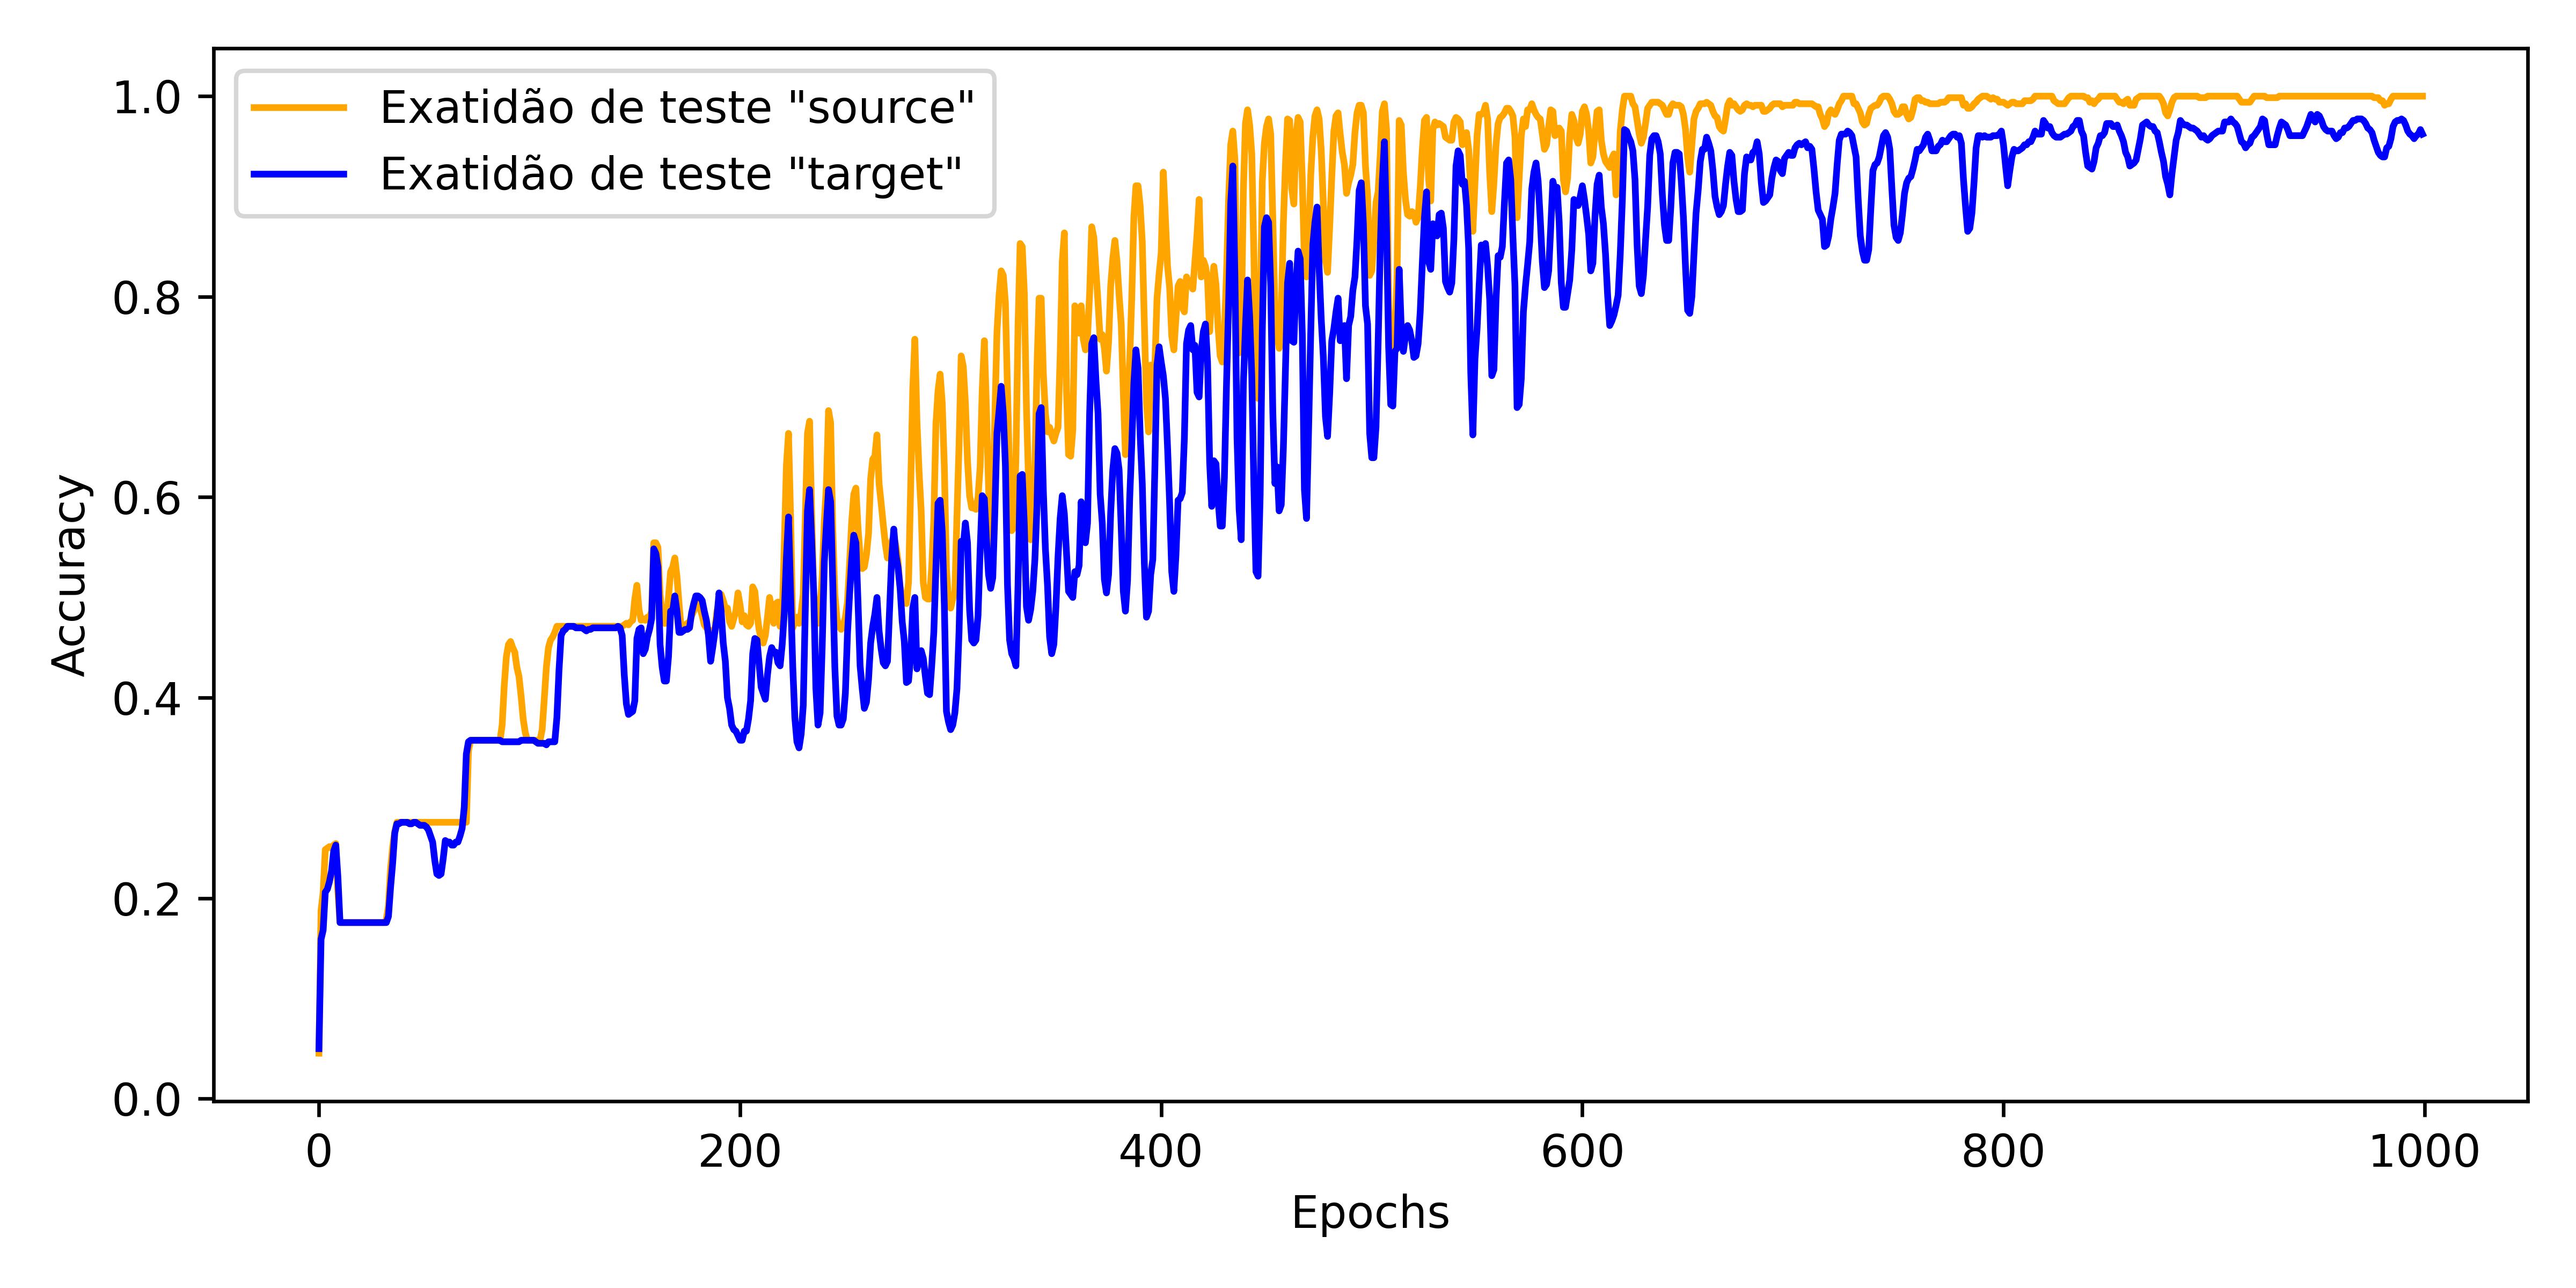 Exatidão de teste "source"
Exatidão de teste "target"
1.0
0.8
0.6
0.4
0.2
0.0
Accuracy
0 200 400 600 800 1000
Epochs